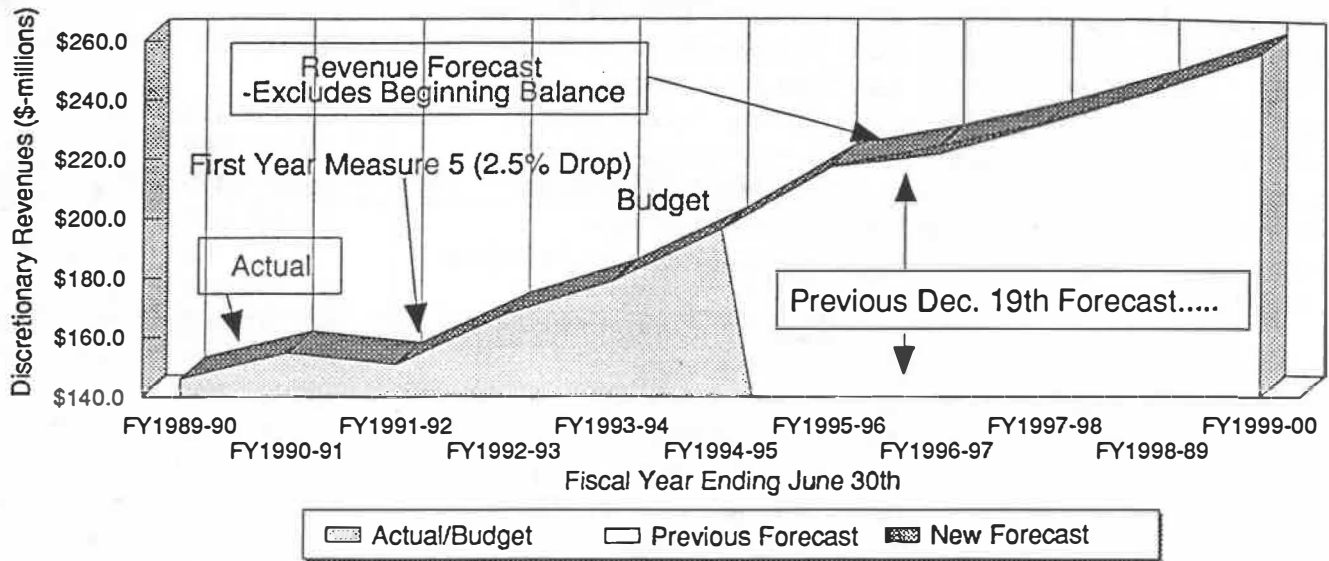 Discretionary Revenues ($-millions)
$260.0
$240.0
$220.0
$200.0
$180.0
$160.0
$140.0
Revenue Forecast
-Excludes Beginning Balance
First Year Measure 5 (2.5% Drop)
Budget
Actual
Previous Dec. 19th Forecast.....
FY1989-90
FY1990-91
FY1991-92
FY1992-93
FY1993-94
FY1994-95
FY1995-96
FY1996-97
FY1997-98
FY1998-89
FY1999-00
Fiscal Year Ending June 30th
Actual/Budget
Previous Forecast
New Forecast